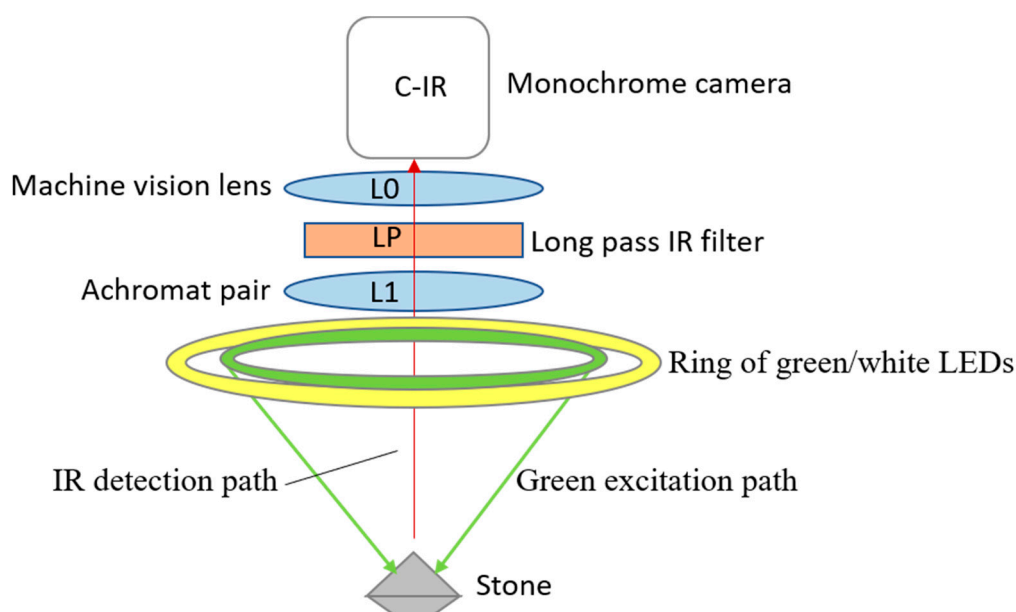 C-IR
Monochrome camera
Machine vision lens
L0
LP
Long pass IR filter
Achromat pair
L1
Ring of green/white LEDs
IR detection path
Green excitation path
Stone